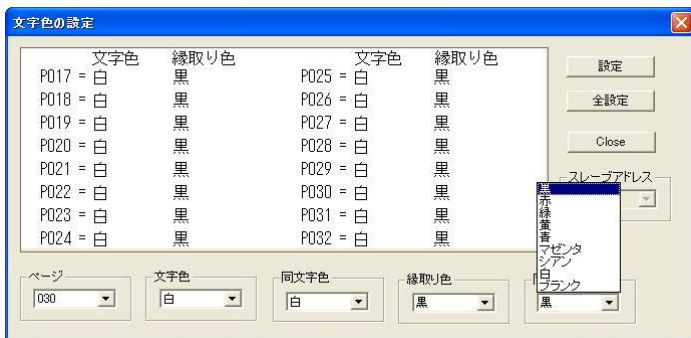 文字色の設定
文字色 縁取り色 文字色 縁取り色
P017 = 白 黒 P025 = 白 黒
P018 = 白 黒 P026 = 白 黒
P019 = 白 黒 P027 = 白 黒
P020 = 白 黒 P028 = 白 黒
P021 = 白 黒 P029 = 白 黒
P022 = 白 黒 P030 = 白 黒
P023 = 白 黒 P031 = 白 黒
P024 = 白 黒 P032 = 白 黒
設定
全設定
Close
スレーブアドレス
黒
赤
緑
黄
青
マゼンタ
シアン
白
ブランク
ページ 文字色 同文字色 縁取り色
030 白 白 黒 黒